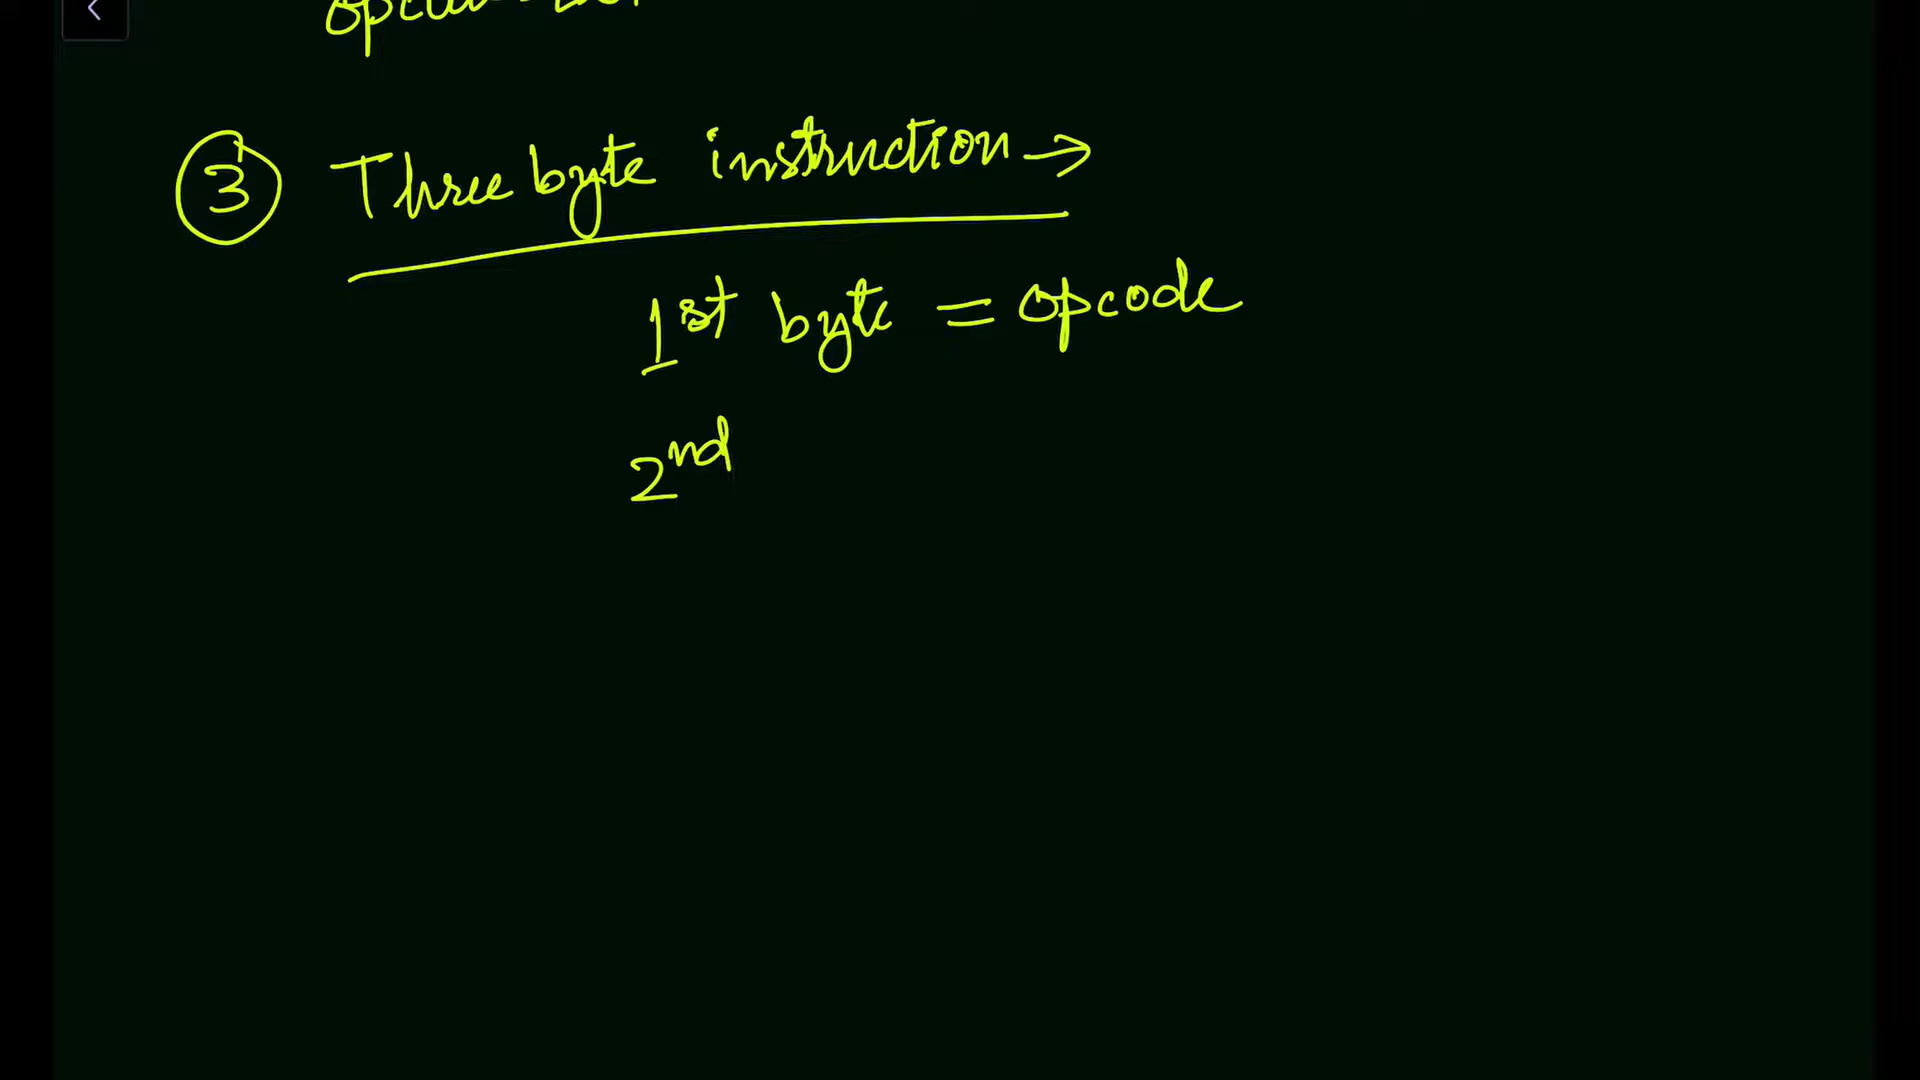 ③ Three byte instruction →
1st byte = opcode
2nd